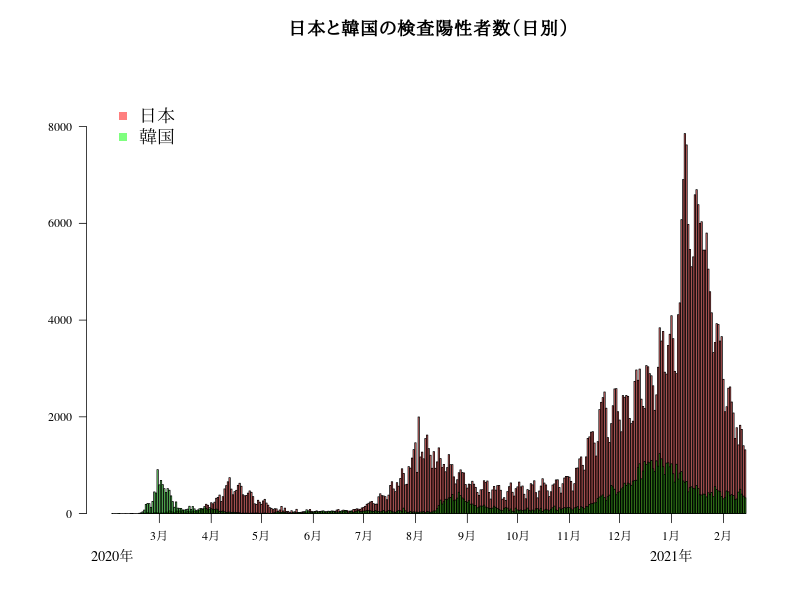 日本と韓国の検査陽性者数（日別）
日本
韓国
8000
6000
4000
2000
0
3月 4月 5月 6月 7月 8月 9月 10月 11月 12月 1月 2月
2020年 2021年